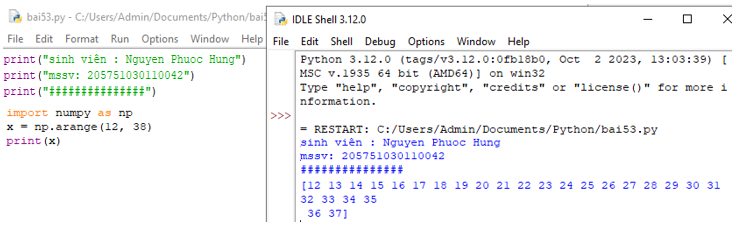 bai53.py - C:/Users/Admin/Documents/Python/bai5
File Edit Format Run Options Window Help
print("sinh viên : Nguyen Phuoc Hung")
print("mssv: 205751030110042")
print("###############")
import numpy as np
x = np.arange(12, 38)
print(x)
IDLE Shell 3.12.0
File Edit Shell Debug Options Window Help
Python 3.12.0 (tags/v3.12.0:0fb18b0, Oct 2 2023, 13:03:39) [
MSC v.1935 64 bit (AMD64)] on win32
Type "help", "copyright", "credits" or "license()" for more i
nformation.
>>>
= RESTART: C:/Users/Admin/Documents/Python/bai53.py
sinh viên : Nguyen Phuoc Hung
mssv: 205751030110042
###############
[12 13 14 15 16 17 18 19 20 21 22 23 24 25 26 27 28 29 30 31
32 33 34 35
36 37]